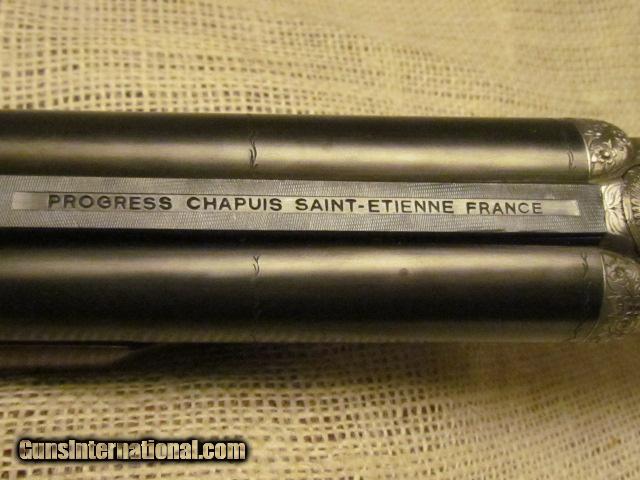 PROGRESS CHAPUIS SAINT-ETIENNE FRANCE
GunsInternational.com